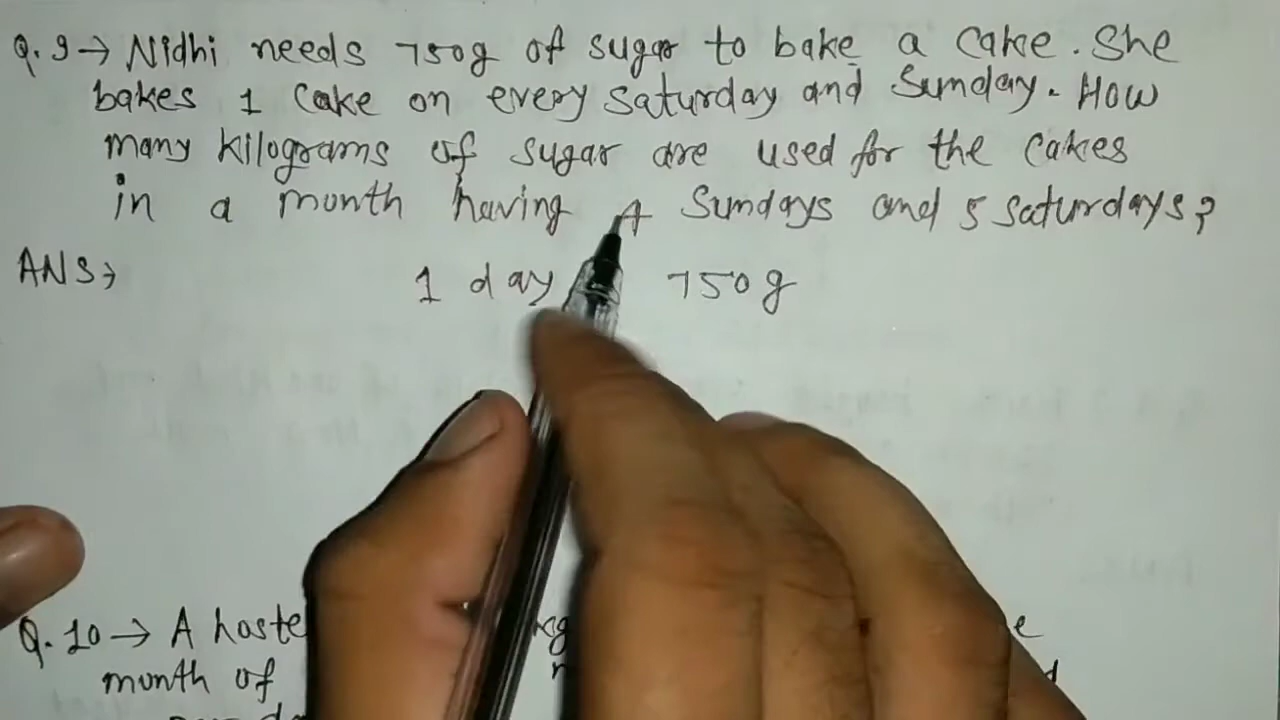 Q.9→ Nidhi needs 750g of sugar to bake a cake. She
bakes 1 Cake on every Saturday and Sunday. How
many kilograms of sugar are used for the cakes
in a month having 4 Sundays and 5 Saturdays?
ANS→
1 day 750g
Q.10→ A
month of